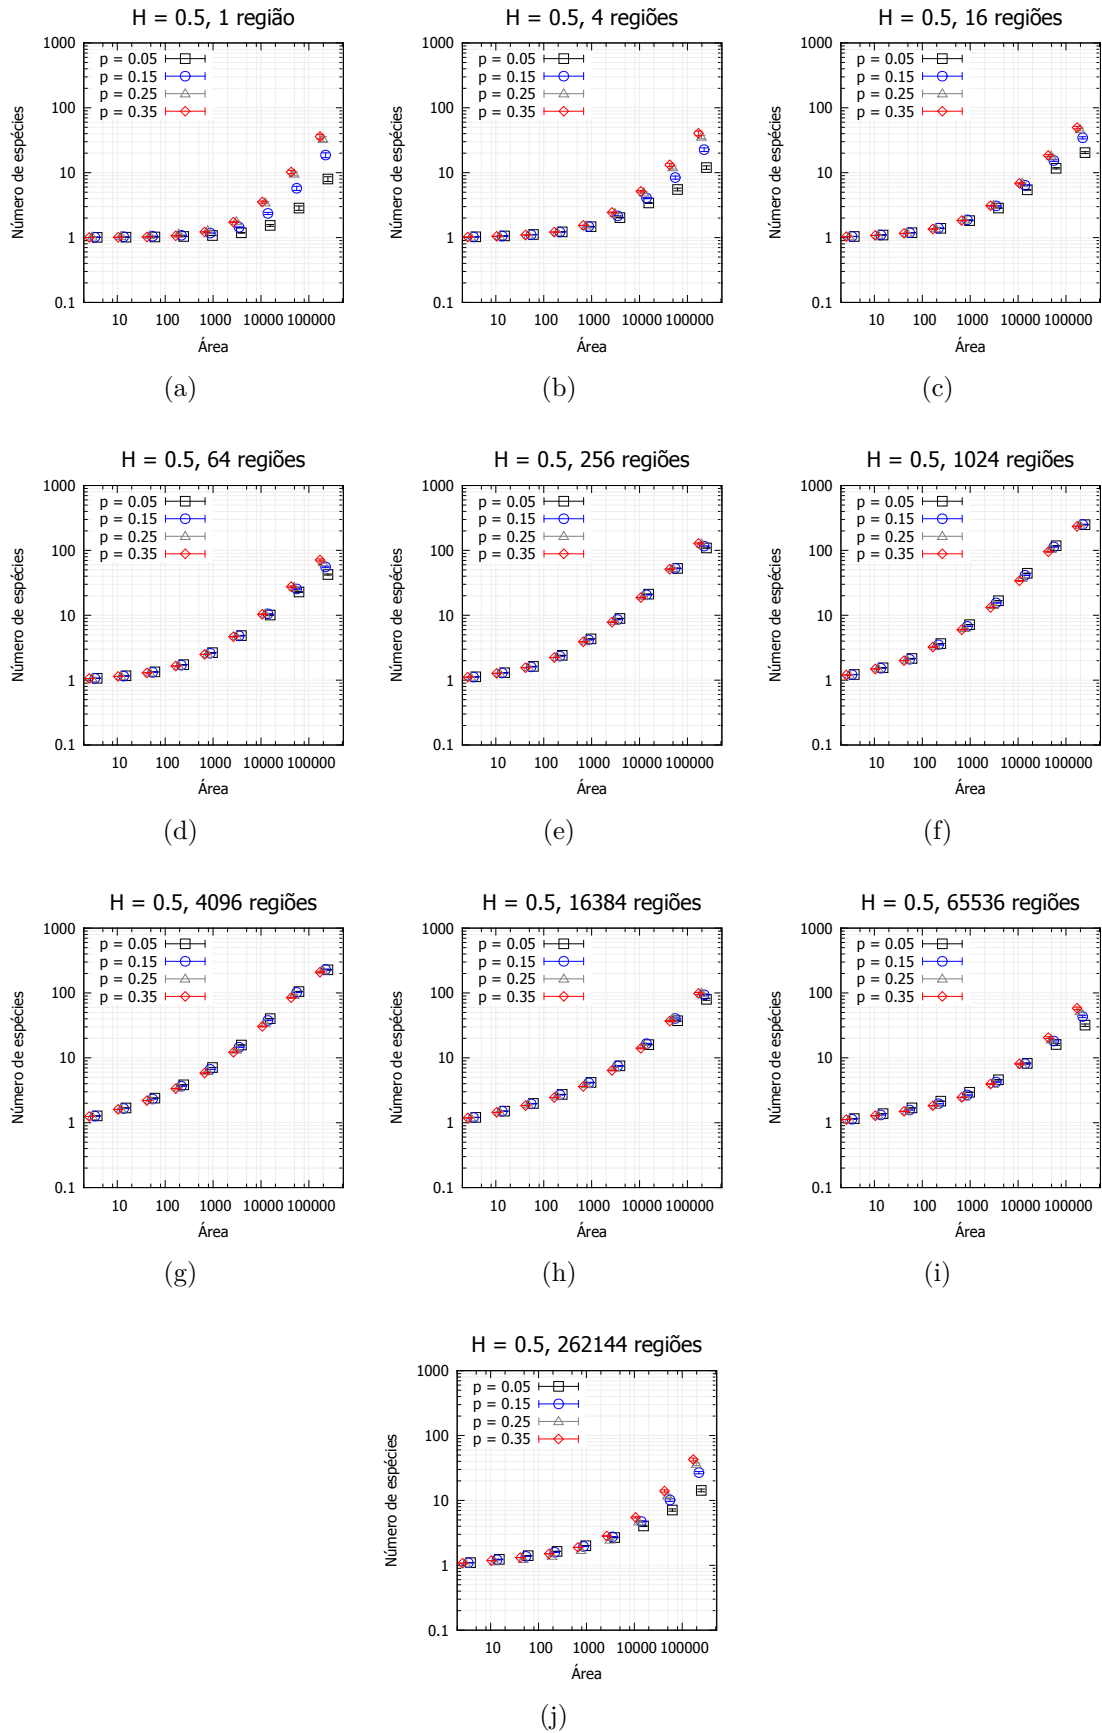 H = 0.5, 1 região
Número de espécies
1000
100
10
1
0.1
p = 0.05
p = 0.15
p = 0.25
p = 0.35
10 100 1000 10000 100000
Área
(a)
H = 0.5, 4 regiões
Número de espécies
1000
100
10
1
0.1
p = 0.05
p = 0.15
p = 0.25
p = 0.35
10 100 1000 10000 100000
Área
(b)
H = 0.5, 16 regiões
Número de espécies
1000
100
10
1
0.1
p = 0.05
p = 0.15
p = 0.25
p = 0.35
10 100 1000 10000 100000
Área
(c)
H = 0.5, 64 regiões
Número de espécies
1000
100
10
1
0.1
p = 0.05
p = 0.15
p = 0.25
p = 0.35
10 100 1000 10000 100000
Área
(d)
H = 0.5, 256 regiões
Número de espécies
1000
100
10
1
0.1
p = 0.05
p = 0.15
p = 0.25
p = 0.35
10 100 1000 10000 100000
Área
(e)
H = 0.5, 1024 regiões
Número de espécies
1000
100
10
1
0.1
p = 0.05
p = 0.15
p = 0.25
p = 0.35
10 100 1000 10000 100000
Área
(f)
H = 0.5, 4096 regiões
Número de espécies
1000
100
10
1
0.1
p = 0.05
p = 0.15
p = 0.25
p = 0.35
10 100 1000 10000 100000
Área
(g)
H = 0.5, 16384 regiões
Número de espécies
1000
100
10
1
0.1
p = 0.05
p = 0.15
p = 0.25
p = 0.35
10 100 1000 10000 100000
Área
(h)
H = 0.5, 65536 regiões
Número de espécies
1000
100
10
1
0.1
p = 0.05
p = 0.15
p = 0.25
p = 0.35
10 100 1000 10000 100000
Área
(i)
H = 0.5, 262144 regiões
Número de espécies
1000
100
10
1
0.1
p = 0.05
p = 0.15
p = 0.25
p = 0.35
10 100 1000 10000 100000
Área
(j)